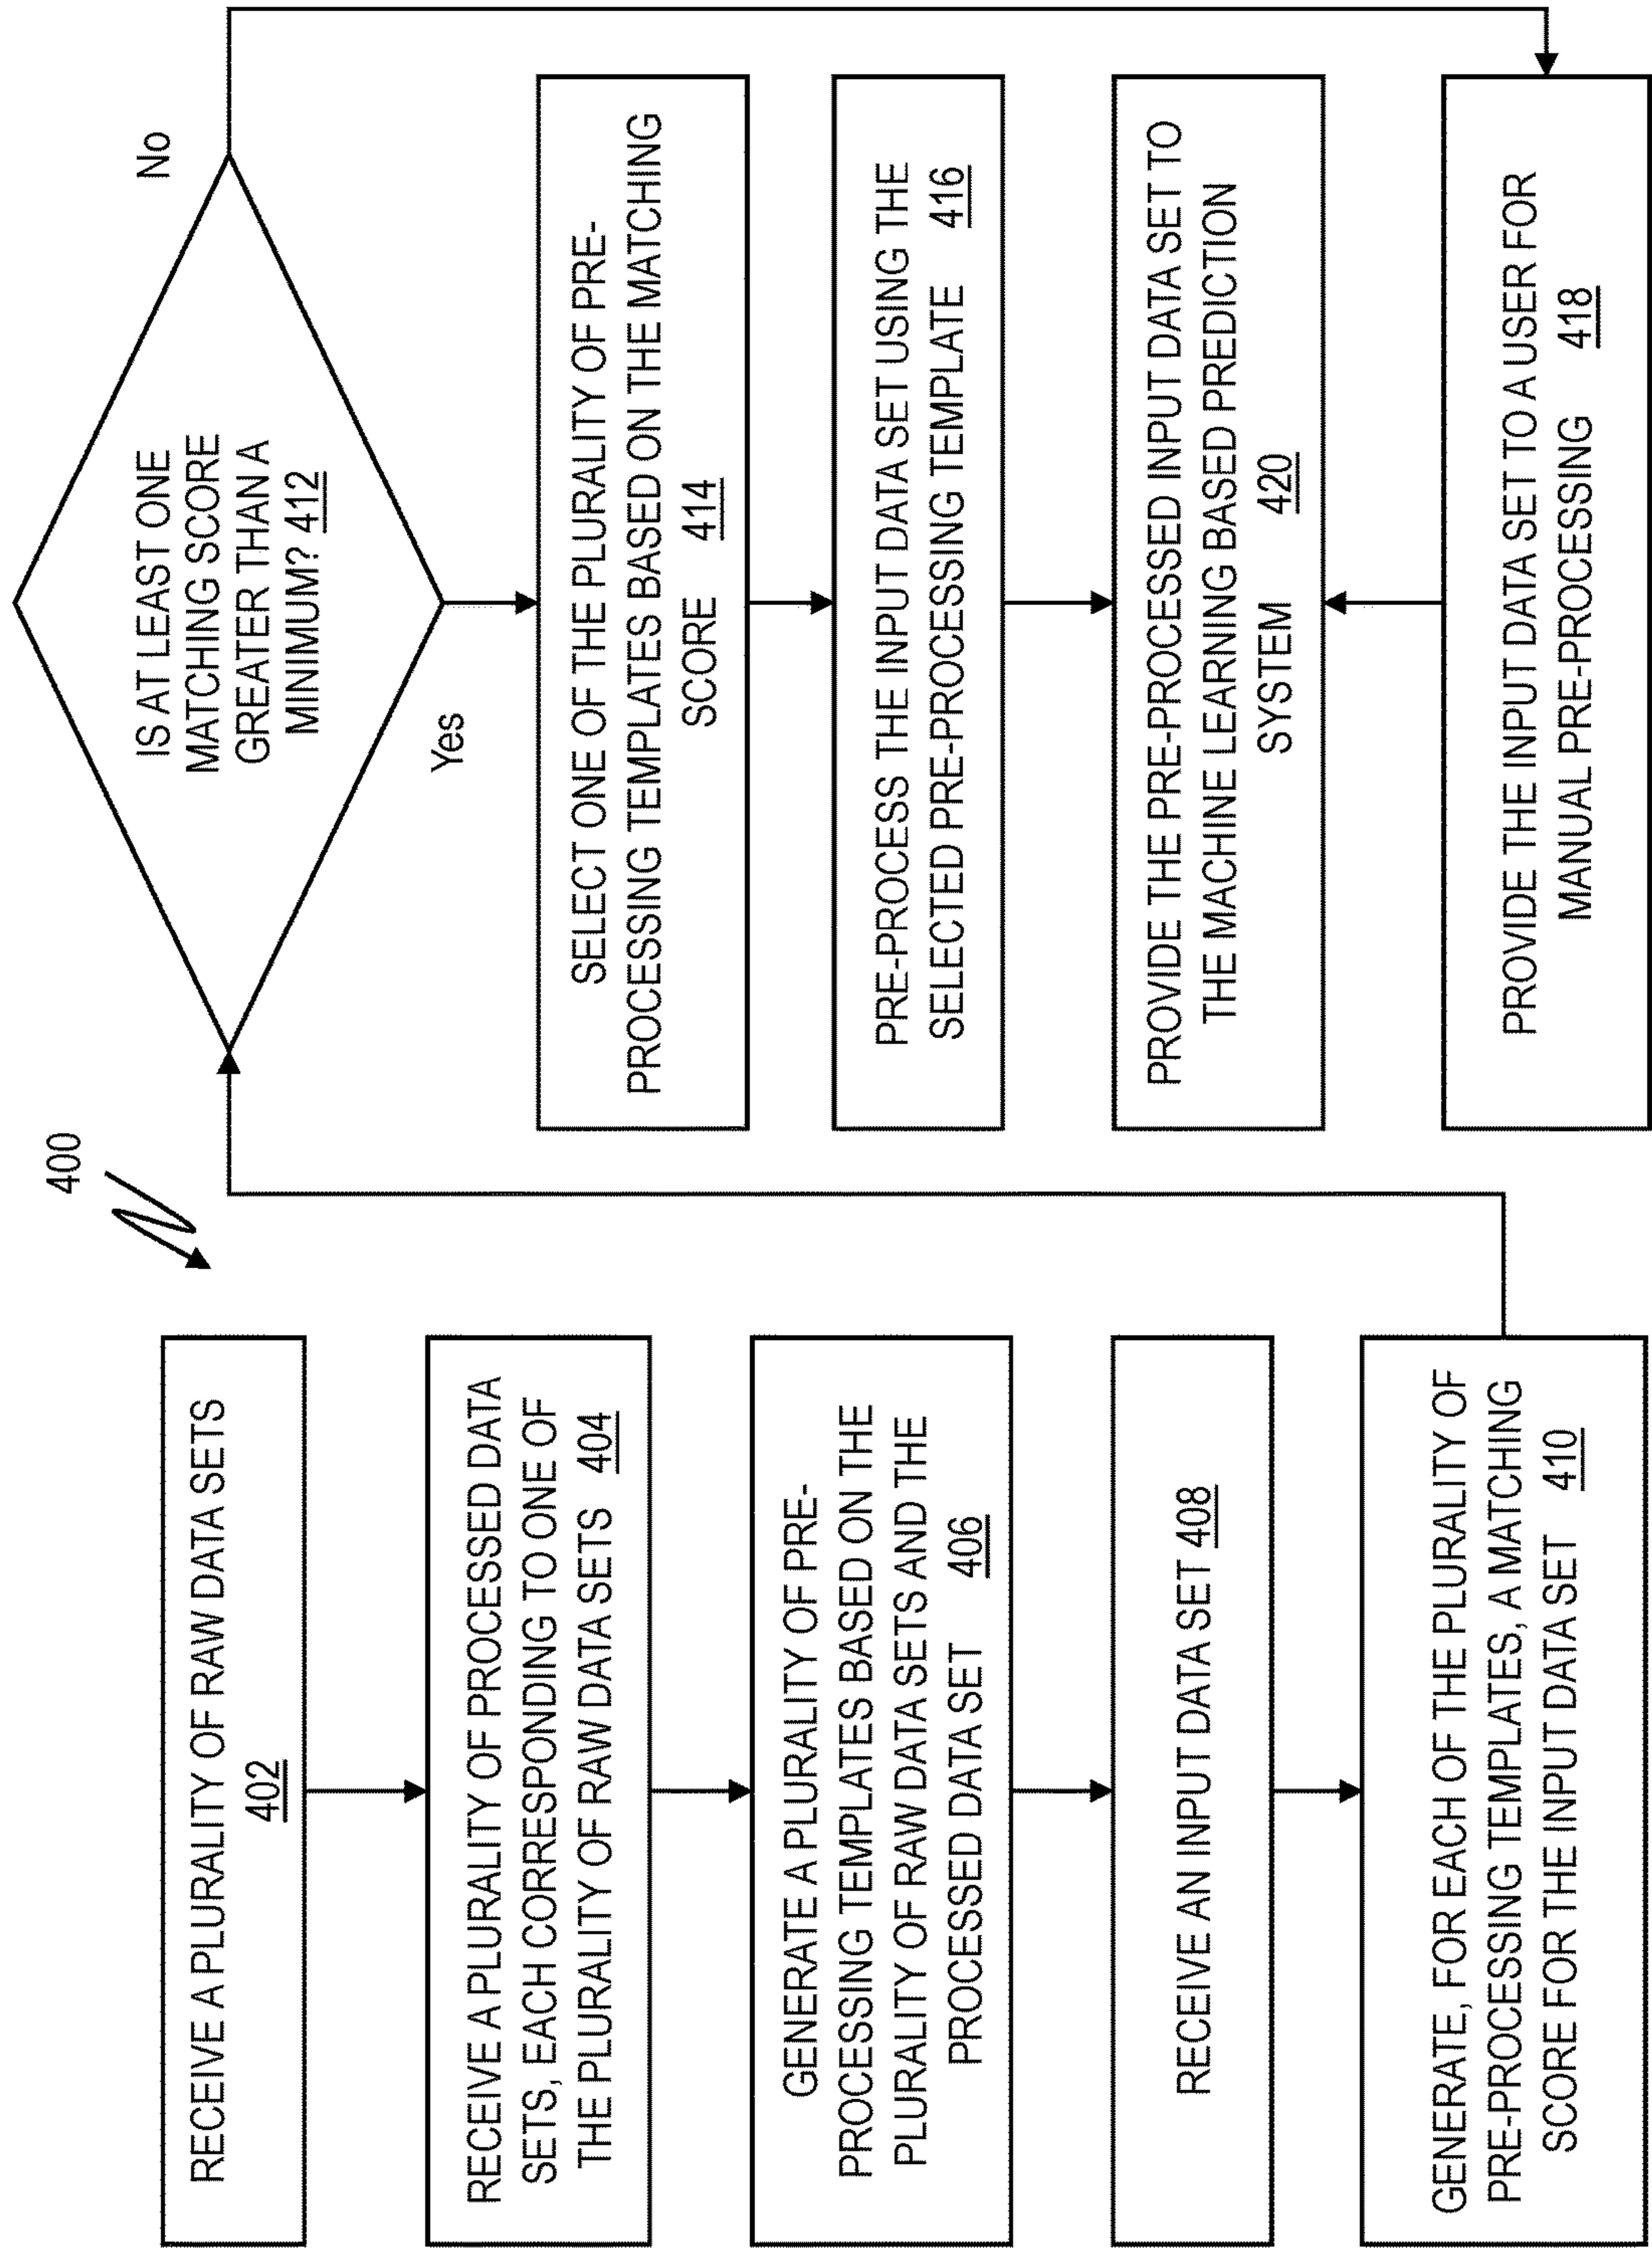 400
RECEIVE A PLURALITY OF RAW DATA SETS
402
RECEIVE A PLURALITY OF PROCESSED DATA
SETS, EACH CORRESPONDING TO ONE OF
THE PLURALITY OF RAW DATA SETS 404
GENERATE A PLURALITY OF PRE-
PROCESSING TEMPLATES BASED ON THE
PLURALITY OF RAW DATA SETS AND THE
PROCESSED DATA SET 406
RECEIVE AN INPUT DATA SET 408
GENERATE, FOR EACH OF THE PLURALITY OF
PRE-PROCESSING TEMPLATES, A MATCHING
SCORE FOR THE INPUT DATA SET 410
IS AT LEAST ONE
MATCHING SCORE
GREATER THAN A
MINIMUM? 412
No
Yes
SELECT ONE OF THE PLURALITY OF PRE-
PROCESSING TEMPLATES BASED ON THE MATCHING
SCORE 414
PRE-PROCESS THE INPUT DATA SET USING THE
SELECTED PRE-PROCESSING TEMPLATE 416
PROVIDE THE PRE-PROCESSED INPUT DATA SET TO
THE MACHINE LEARNING BASED PREDICTION
SYSTEM 420
PROVIDE THE INPUT DATA SET TO A USER FOR
MANUAL PRE-PROCESSING 418